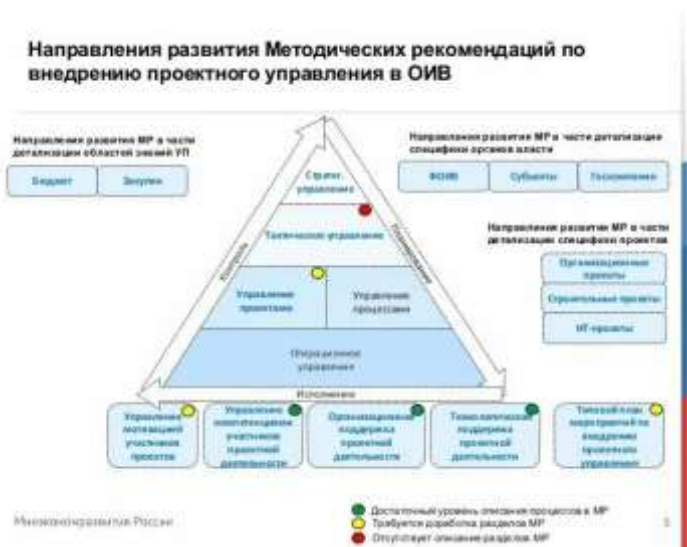 Направления развития Методических рекомендаций по
внедрению проектного управления в ОИВ
Направления развития МР в части
детализации областей знаний УП
Бюджет
Закупки
Направления развития МР в части детализации
специфики органов власти
ФОИВ
Субъекты
Госкомпании
Направления развития МР в части
детализации специфики проектов
Организационные
проекты
Строительные проекты
ИТ-проекты
Стратег.
управление
Тактическое управление
Управление
проектами
Управление
процессами
Операционное
управление
Контроль
Планирование
Исполнение
Управление
мотивацией
участников
проектов
Управление
компетенциями
участников
проектной
деятельности
Организационная
поддержка
проектной
деятельности
Технологическая
поддержка
проектной
деятельности
Типовой план
мероприятий по
внедрению
проектного
управления
Минэкономразвития России
Достаточный уровень описания процессов в МР
Требуется доработка разделов МР
Отсутствует описание разделов МР